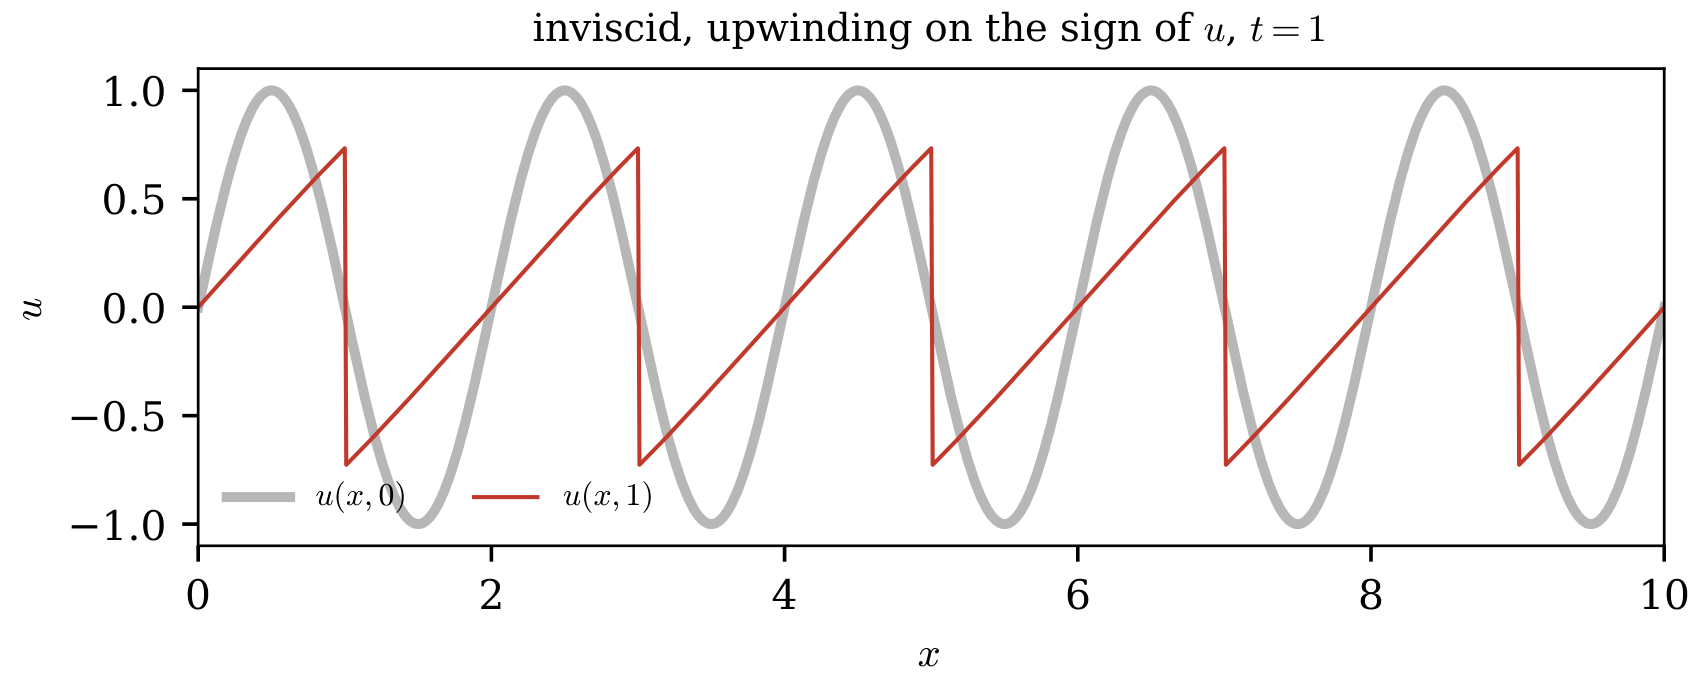 inviscid, upwinding on the sign of u, t = 1
1.0
0.5
0.0
−0.5
−1.0
u
u(x, 0)
u(x, 1)
0 2 4 6 8 10
x